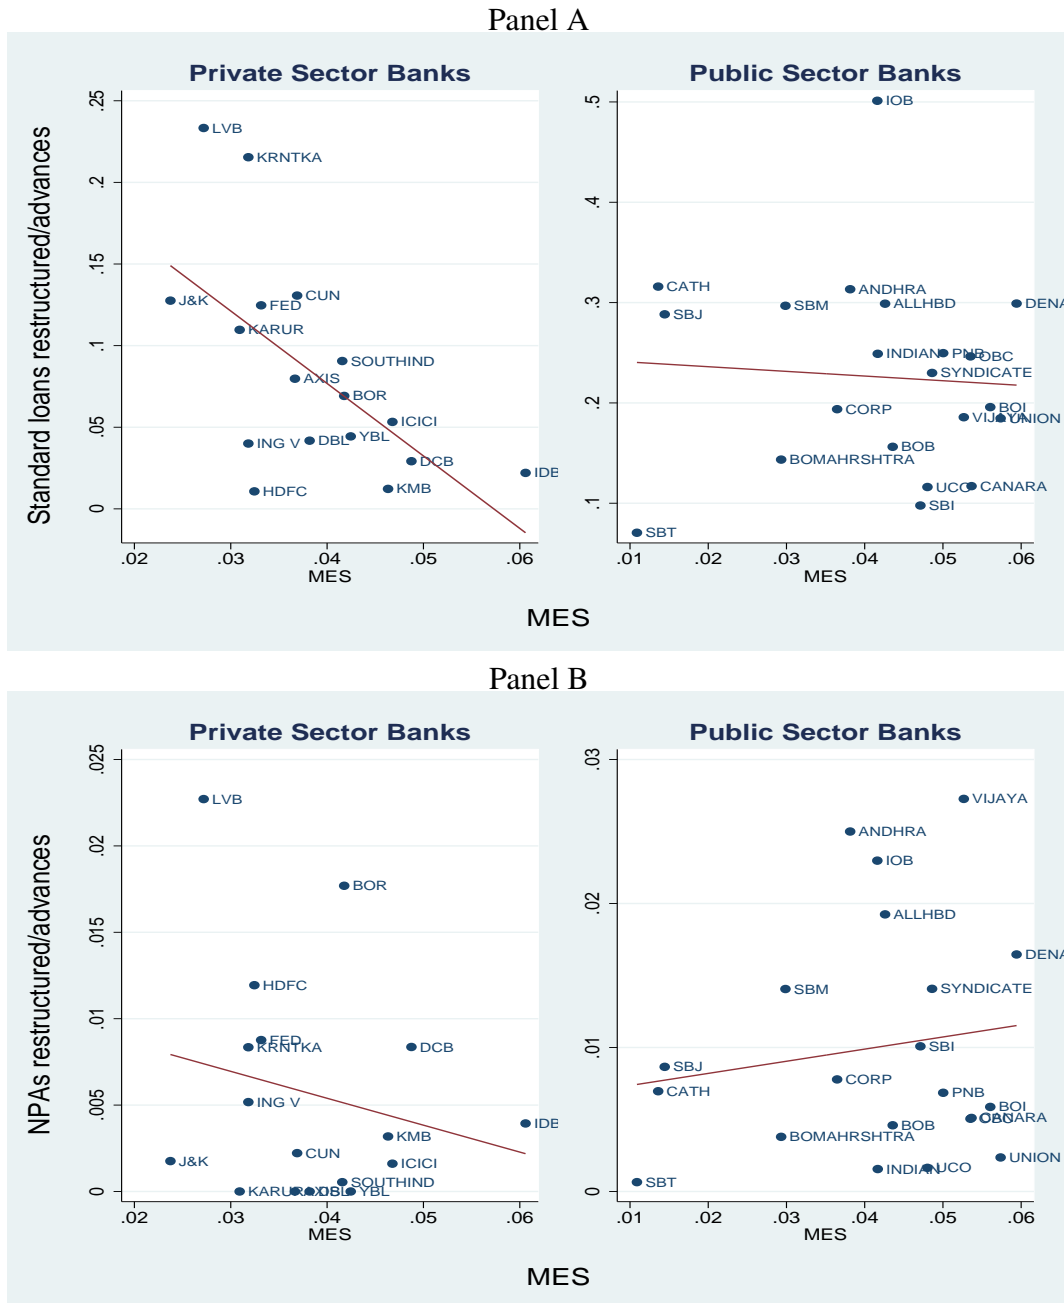 Panel A
Private Sector Banks
Public Sector Banks
Standard loans restructured/advances
.25
.2
.15
.1
.05
0
LVB
KRNTKA
J&K
FED
CUN
KARUR
SOUTHIND
AXIS
BOR
ICICI
ING V
DBL
YBL
DCB
IDB
HDFC
KMB
.02
.03
.04
.05
.06
MES
.5
.4
.3
.2
.1
IOB
CATH
SBJ
SBM
ANDHRA
ALLHBD
DENA
INDIAN
PNB
OBC
SYNDICATE
CORP
BOI
VIJAYA
UNION
BOB
BOMAHRSHTRA
UCO
CANARA
SBI
SBT
.01
.02
.03
.04
.05
.06
MES
MES
Panel B
Private Sector Banks
Public Sector Banks
NPAs restructured/advances
.025
.02
.015
.01
.005
0
LVB
BOR
HDFC
FED
KRNTKA
DCB
ING V
IDB
KMB
CUN
J&K
ICICI
SOUTHIND
KARUR
AXIS
DBL
YBL
.02
.03
.04
.05
.06
MES
.03
.02
.01
0
VIJAYA
ANDHRA
IOB
ALLHBD
DENA
SBM
SYNDICATE
SBI
SBJ
CORP
CATH
PNB
BOI
CANARA
OBC
BOB
BOMAHRSHTRA
UNION
INDIAN
UCO
SBT
.01
.02
.03
.04
.05
.06
MES
MES